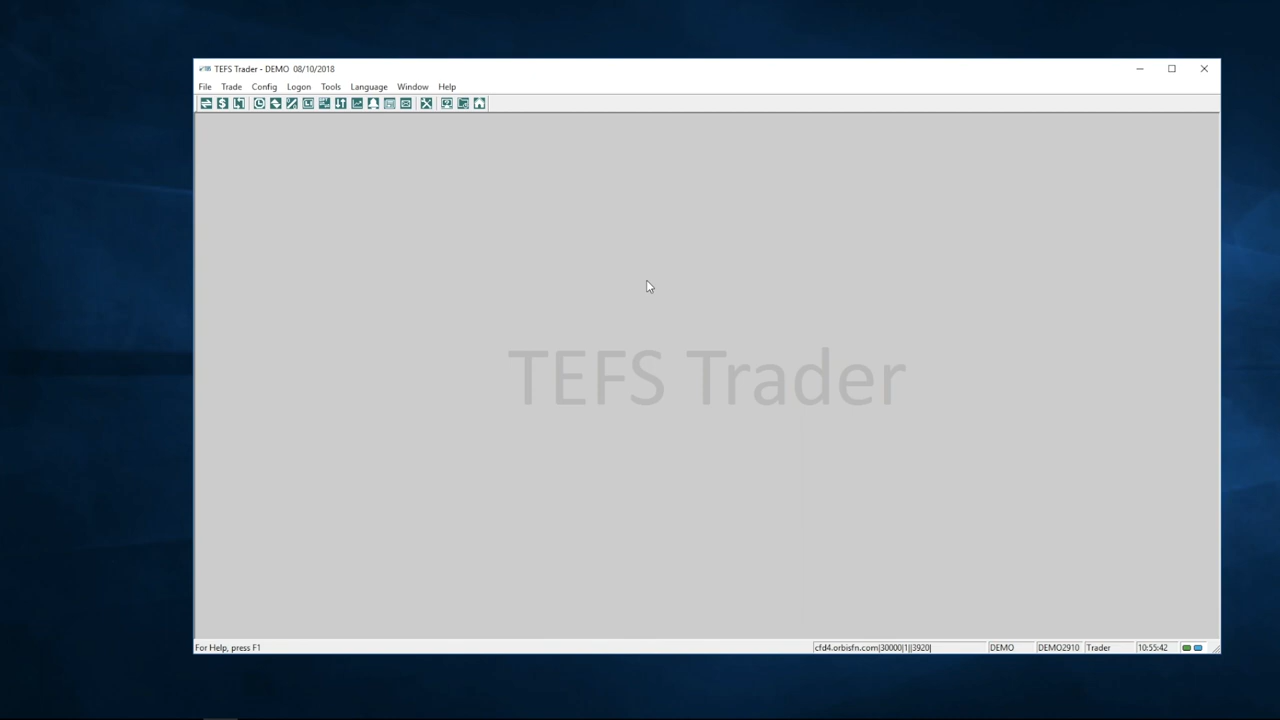 TEFS Trader - DEMO 08/10/2018
File Trade Config Logon Tools Language Window Help
TEFS Trader
For Help, press F1 cfd4.orbisfn.com|30000|1||3920| DEMO DEMO2910 Trader 10:55:42